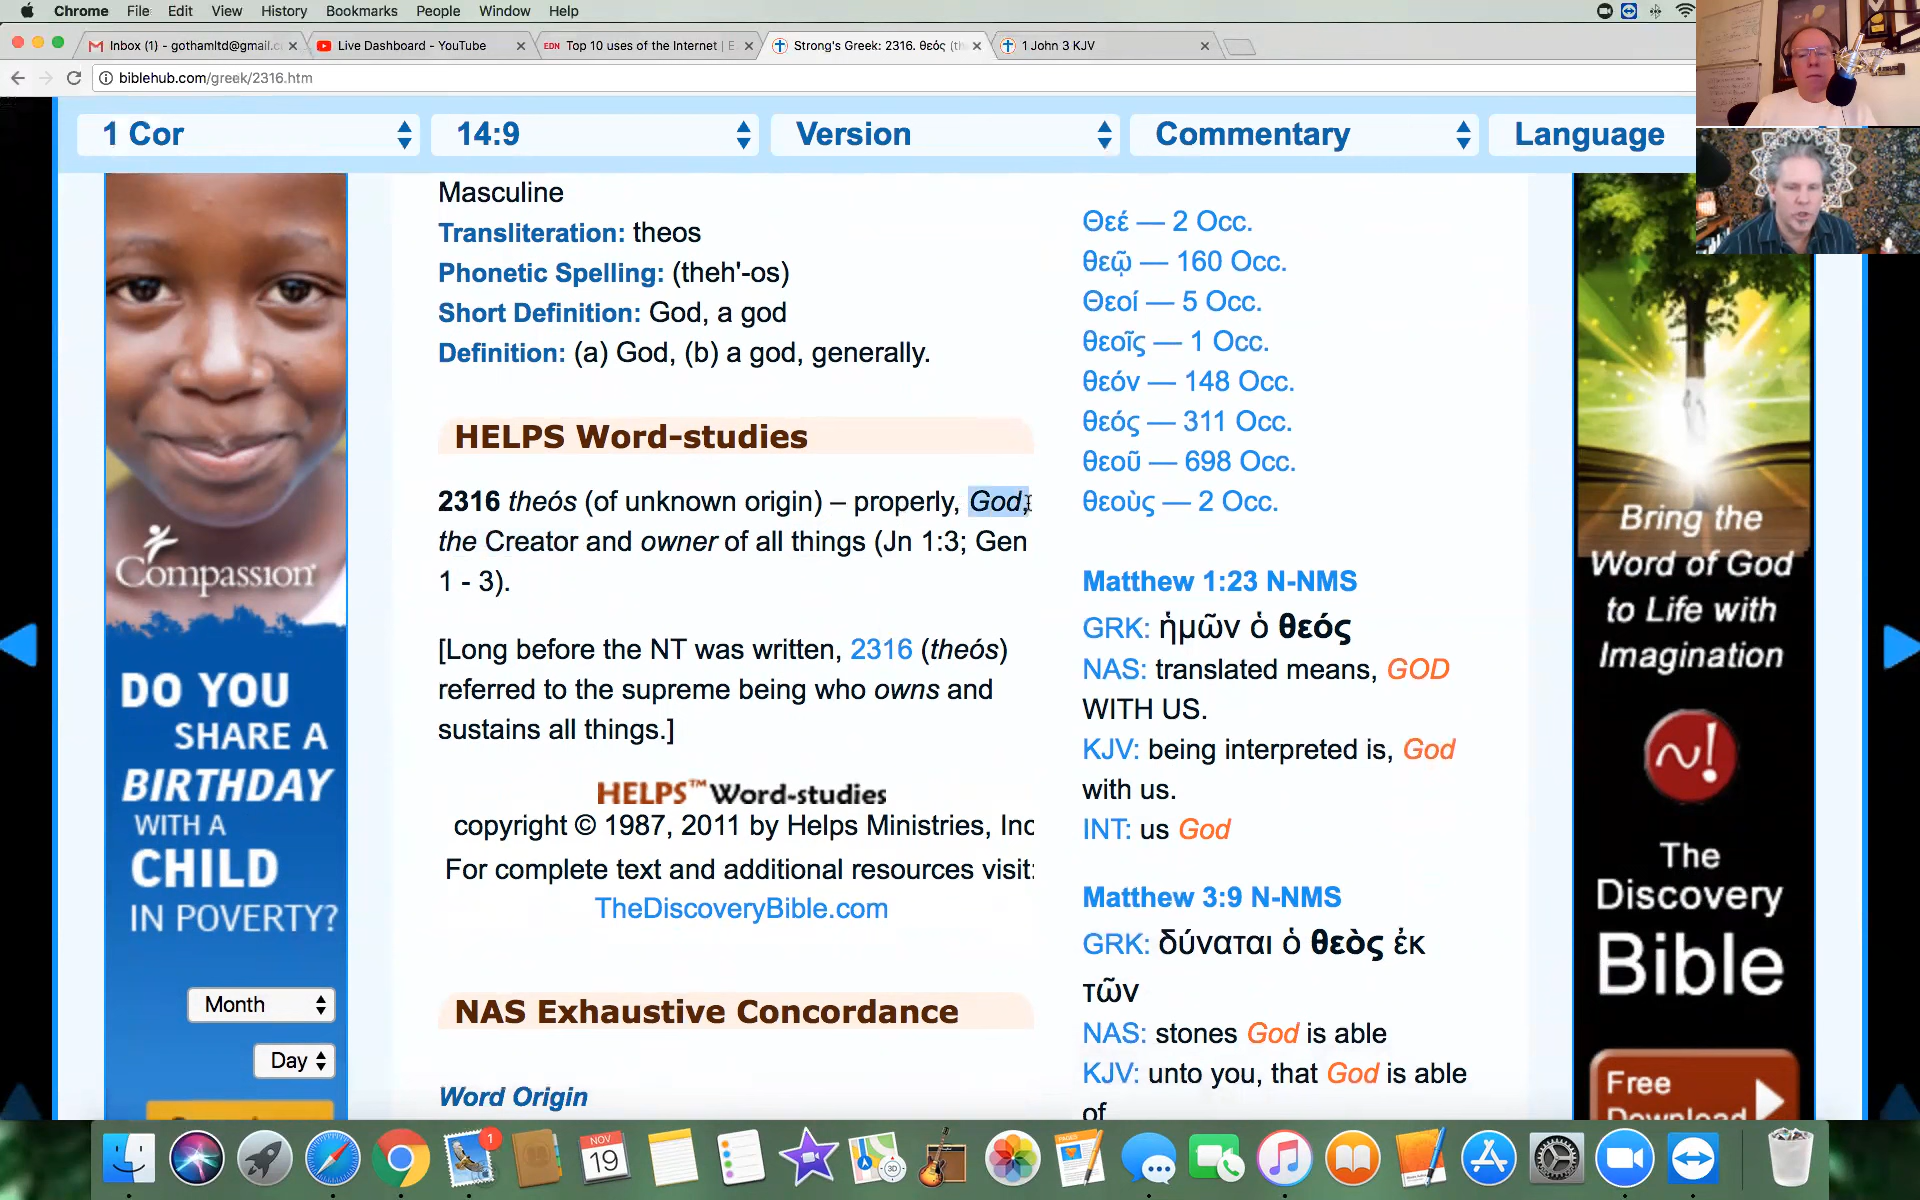 Chrome File Edit View History Bookmarks People Window Help
Inbox (1) - gothamltd@gmail.c
Live Dashboard - YouTube
EDN Top 10 uses of the Internet | E
Strong's Greek: 2316. θεός (th
1 John 3 KJV
biblehub.com/greek/2316.htm
1 Cor
14:9
Version
Commentary
Language
Compassion
DO YOU
SHARE A
BIRTHDAY
WITH A
CHILD
IN POVERTY?
Month
Day
Masculine
Transliteration: theos
Phonetic Spelling: (theh'-os)
Short Definition: God, a god
Definition: (a) God, (b) a god, generally.
HELPS Word-studies
2316 theós (of unknown origin) – properly, God,
the Creator and owner of all things (Jn 1:3; Gen
1 - 3).
[Long before the NT was written, 2316 (theós)
referred to the supreme being who owns and
sustains all things.]
HELPS™ Word-studies
copyright © 1987, 2011 by Helps Ministries, Inc
For complete text and additional resources visit:
TheDiscoveryBible.com
NAS Exhaustive Concordance
Word Origin
Θεέ — 2 Occ.
θεῷ — 160 Occ.
Θεοί — 5 Occ.
θεοῖς — 1 Occ.
θεόν — 148 Occ.
θεός — 311 Occ.
θεοῦ — 698 Occ.
θεοὺς — 2 Occ.
Matthew 1:23 N-NMS
GRK: ἡμῶν ὁ θεός
NAS: translated means, GOD
WITH US.
KJV: being interpreted is, God
with us.
INT: us God
Matthew 3:9 N-NMS
GRK: δύναται ὁ θεὸς ἐκ
τῶν
NAS: stones God is able
KJV: unto you, that God is able
of
Bring the
Word of God
to Life with
Imagination
The
Discovery
Bible
Free
Download
1
NOV
19
3D
PAGES